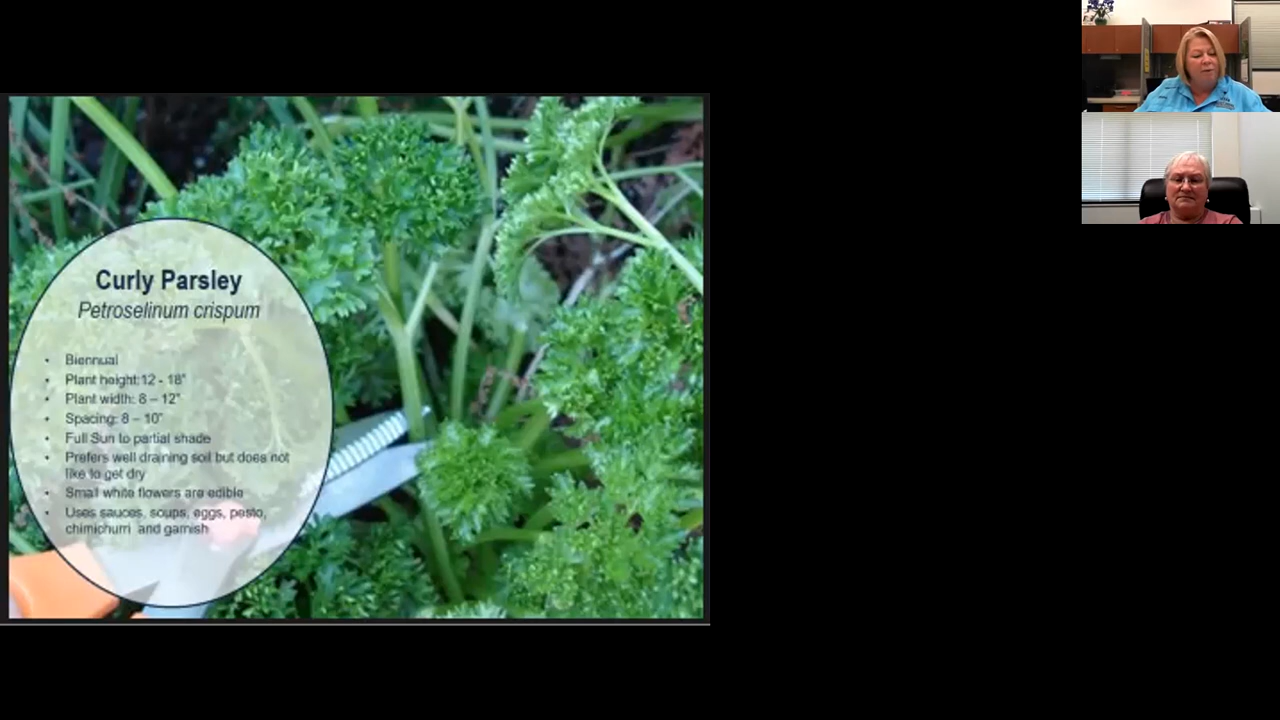 Curly Parsley
Petroselinum crispum
• Biennual
• Plant height:12 - 18"
• Plant width: 8 – 12"
• Spacing: 8 – 10"
• Full Sun to partial shade
• Prefers well draining soil but does not
like to get dry
• Small white flowers are edible
• Uses sauces, soups, eggs, pesto,
chimichurri and garnish